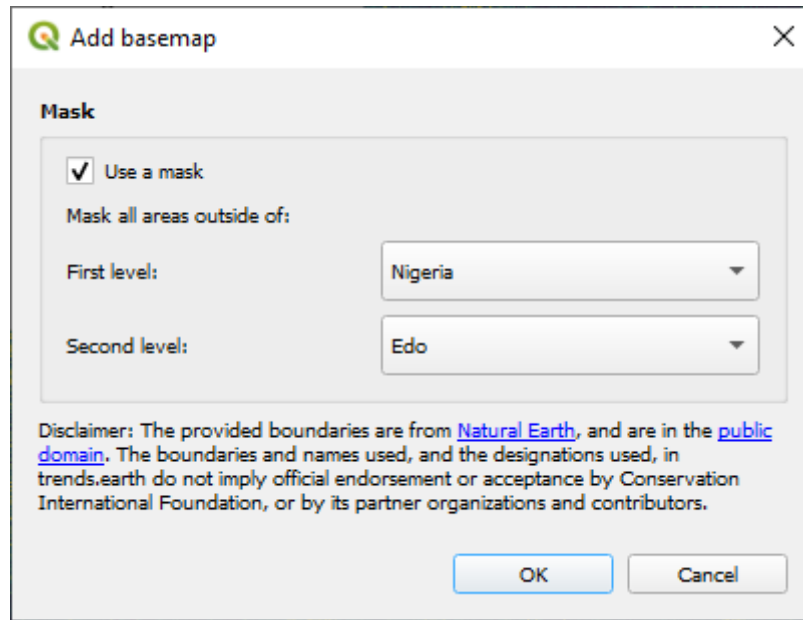 Add basemap
Mask
Use a mask
Mask all areas outside of:
First level: Nigeria
Second level: Edo
Disclaimer: The provided boundaries are from Natural Earth, and are in the public
domain. The boundaries and names used, and the designations used, in
trends.earth do not imply official endorsement or acceptance by Conservation
International Foundation, or by its partner organizations and contributors.
OK Cancel